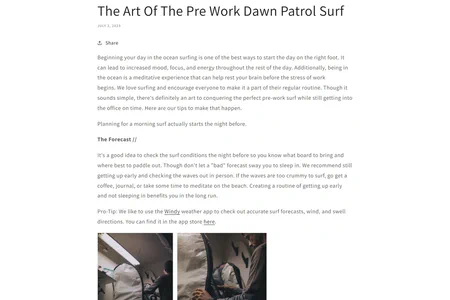 The Art Of The Pre Work Dawn Patrol Surf
JULY 2, 2025
Share
Beginning your day in the ocean surfing is one of the best ways to start the day on the right foot. It
can lead to increased mood, focus, and energy throughout the rest of the day. Additionally, being in
the ocean is a meditative experience that can help rest your brain before the stress of work
begins. We love surfing and encourage everyone to make it a part of their regular routine. Though it
sounds simple, there's definitely an art to conquering the perfect pre-work surf while still getting into
the office on time. Here are our tips to make that happen.
Planning for a morning surf actually starts the night before.
The Forecast //
It's a good idea to check the surf conditions the night before so you know what board to bring and
where best to paddle out. Though don't let a "bad" forecast sway you to sleep in. We recommend still
getting up early and checking the waves out in person. If the waves are too crummy to surf, go get a
coffee, journal, or take some time to meditate on the beach. Creating a routine of getting up early
and not sleeping in benefits you in the long run.
Pro-Tip: We like to use the Windy weather app to check out accurate surf forecasts, wind, and swell
directions. You can find it in the app store here.